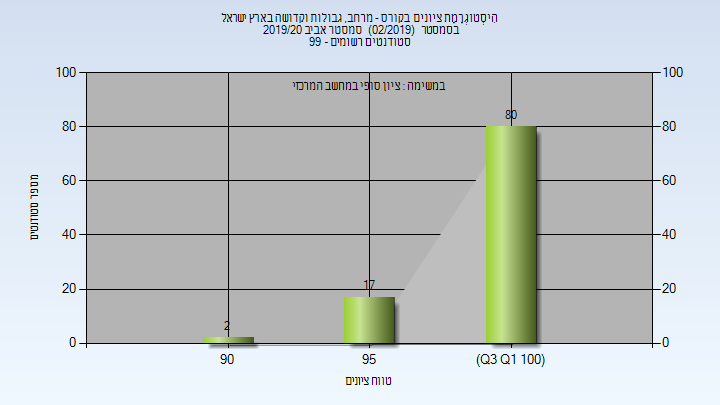 היסטוגרמת ציונים בקורס - מרחב, גבולות וקדושה בארץ ישראל
בסמסטר (02/2019) סמסטר אביב 2019/20
סטודנטים רשומים - 99
במשימה : ציון סופי במחשב המרכזי
100 100
80 80
60 60
40 40
20 20
0 0
2
17
80
מספר סטודנטים
90 95 (Q3 Q1 100)
טווח ציונים